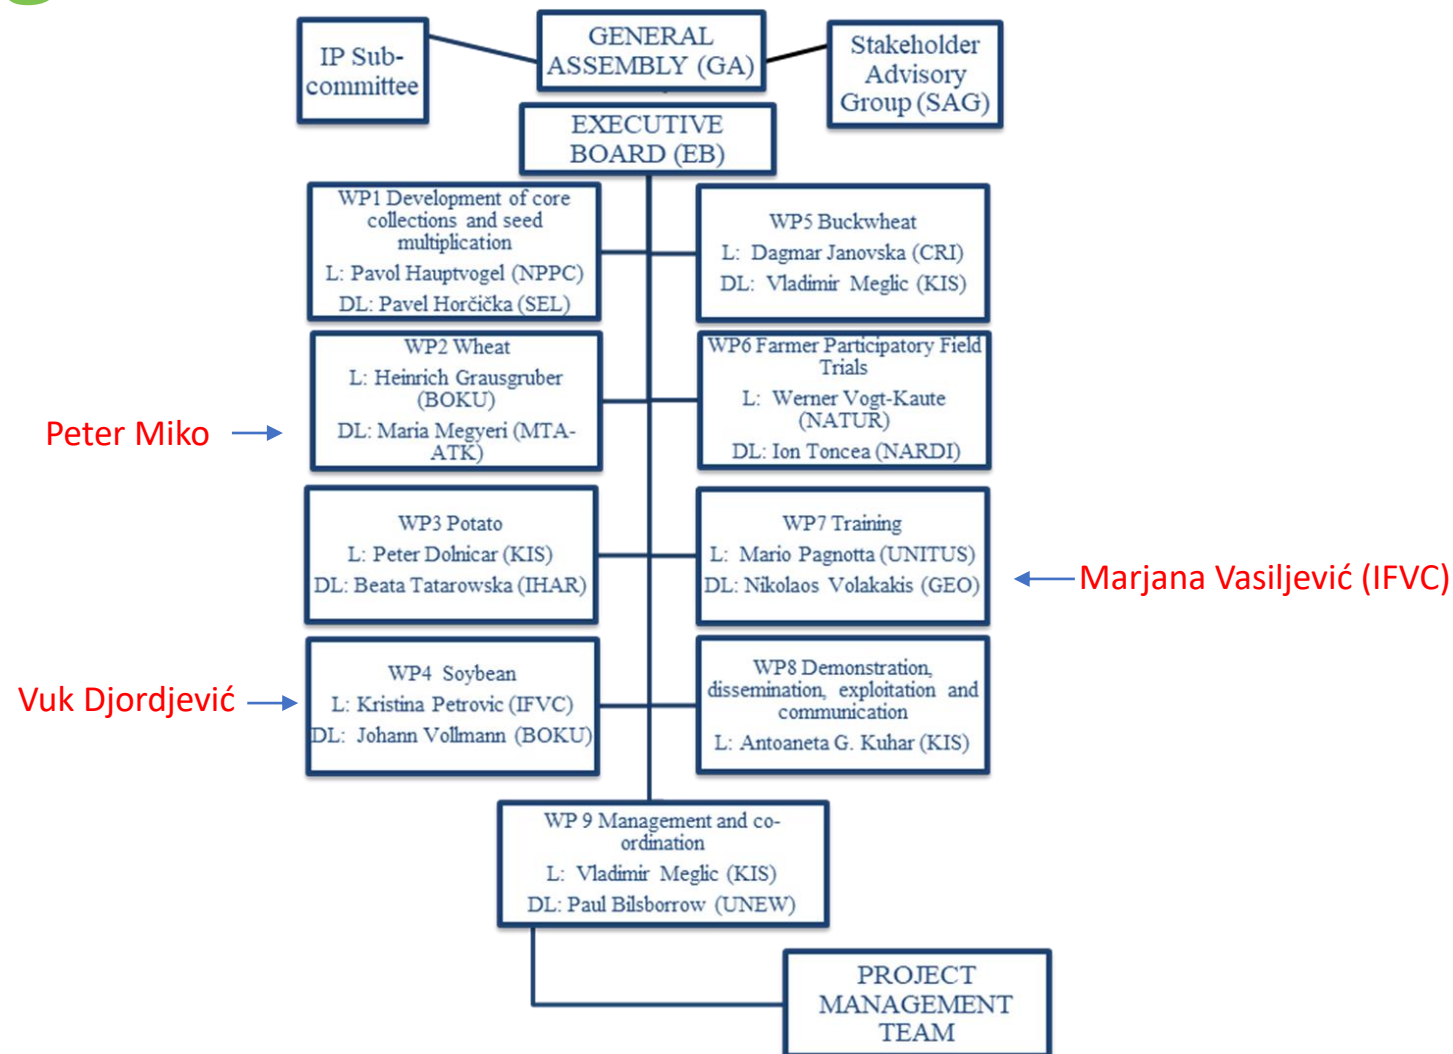 IP Sub-
committee
GENERAL
ASSEMBLY (GA)
Stakeholder
Advisory
Group (SAG)
EXECUTIVE
BOARD (EB)
WP1 Development of core
collections and seed
multiplication
L: Pavol Hauptvogel (NPPC)
DL: Pavel Horčička (SEL)
WP5 Buckwheat
L: Dagmar Janovska (CRI)
DL: Vladimir Meglic (KIS)
Peter Miko
WP2 Wheat
L: Heinrich Grausgruber
(BOKU)
DL: Maria Megyeri (MTA-
ATK)
WP6 Farmer Participatory Field
Trials
L: Werner Vogt-Kaute
(NATUR)
DL: Ion Toncea (NARDI)
WP3 Potato
L: Peter Dolnicar (KIS)
DL: Beata Tatarowska (IHAR)
WP7 Training
L: Mario Pagnotta (UNITUS)
DL: Nikolaos Volakakis (GEO)
Marjana Vasiljević (IFVC)
Vuk Djordjević
WP4 Soybean
L: Kristina Petrovic (IFVC)
DL: Johann Vollmann (BOKU)
WP8 Demonstration,
dissemination, exploitation and
communication
L: Antoaneta G. Kuhar (KIS)
WP 9 Management and co-
ordination
L: Vladimir Meglic (KIS)
DL: Paul Bilsborrow (UNEW)
PROJECT
MANAGEMENT
TEAM